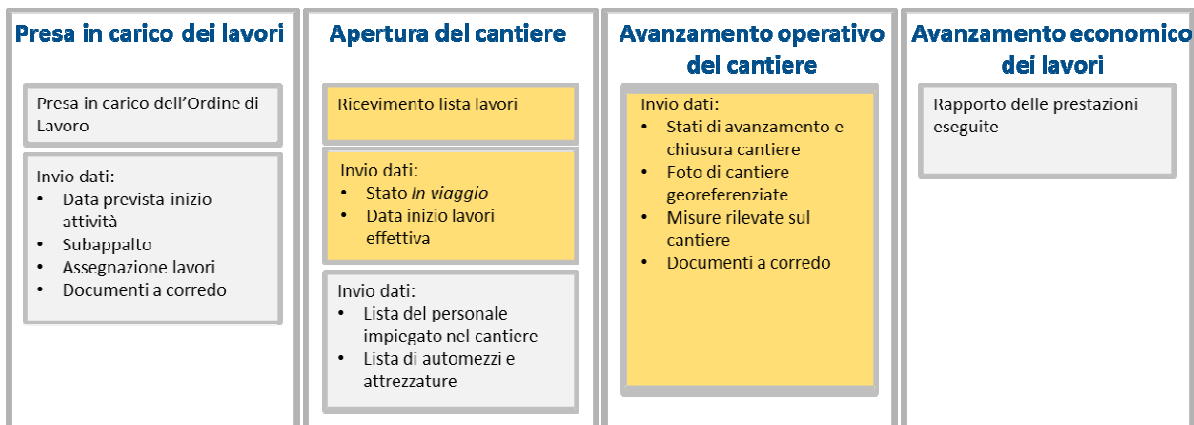 Presa in carico dei lavori
Presa in carico dell'Ordine di
Lavoro
Invio dati:
• Data prevista inizio
attività
• Subappalto
• Assegnazione lavori
• Documenti a corredo
Apertura del cantiere
Ricevimento lista lavori
Invio dati:
• Stato In viaggio
• Data inizio lavori
effettiva
Invio dati:
• Lista del personale
impiegato nel cantiere
• Lista di automezzi e
attrezzature
Avanzamento operativo
del cantiere
Invio dati:
• Stati di avanzamento e
chiusura cantiere
• Foto di cantiere
georeferenziate
• Misure rilevate sul
cantiere
• Documenti a corredo
Avanzamento economico
dei lavori
Rapporto delle prestazioni
eseguite